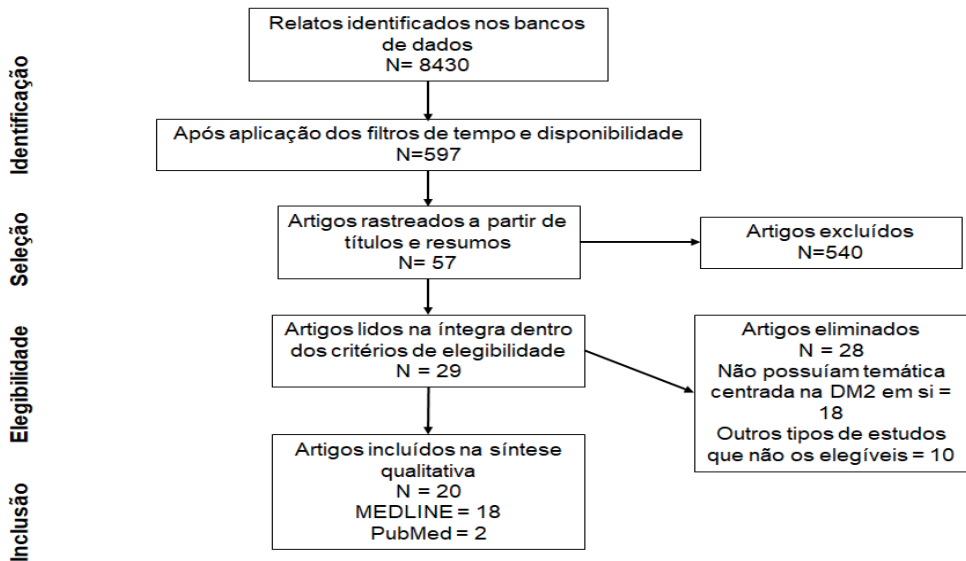 Identificação
Relatos identificados nos bancos
de dados
N= 8430
Após aplicação dos filtros de tempo e disponibilidade
N=597
Seleção
Artigos rastreados a partir de
títulos e resumos
N= 57
Artigos excluídos
N=540
Elegibilidade
Artigos lidos na íntegra dentro
dos critérios de elegibilidade
N = 29
Artigos eliminados
N = 28
Não possuíam temática
centrada na DM2 em si =
18
Outros tipos de estudos
que não os elegíveis = 10
Inclusão
Artigos incluídos na síntese
qualitativa
N = 20
MEDLINE = 18
PubMed = 2